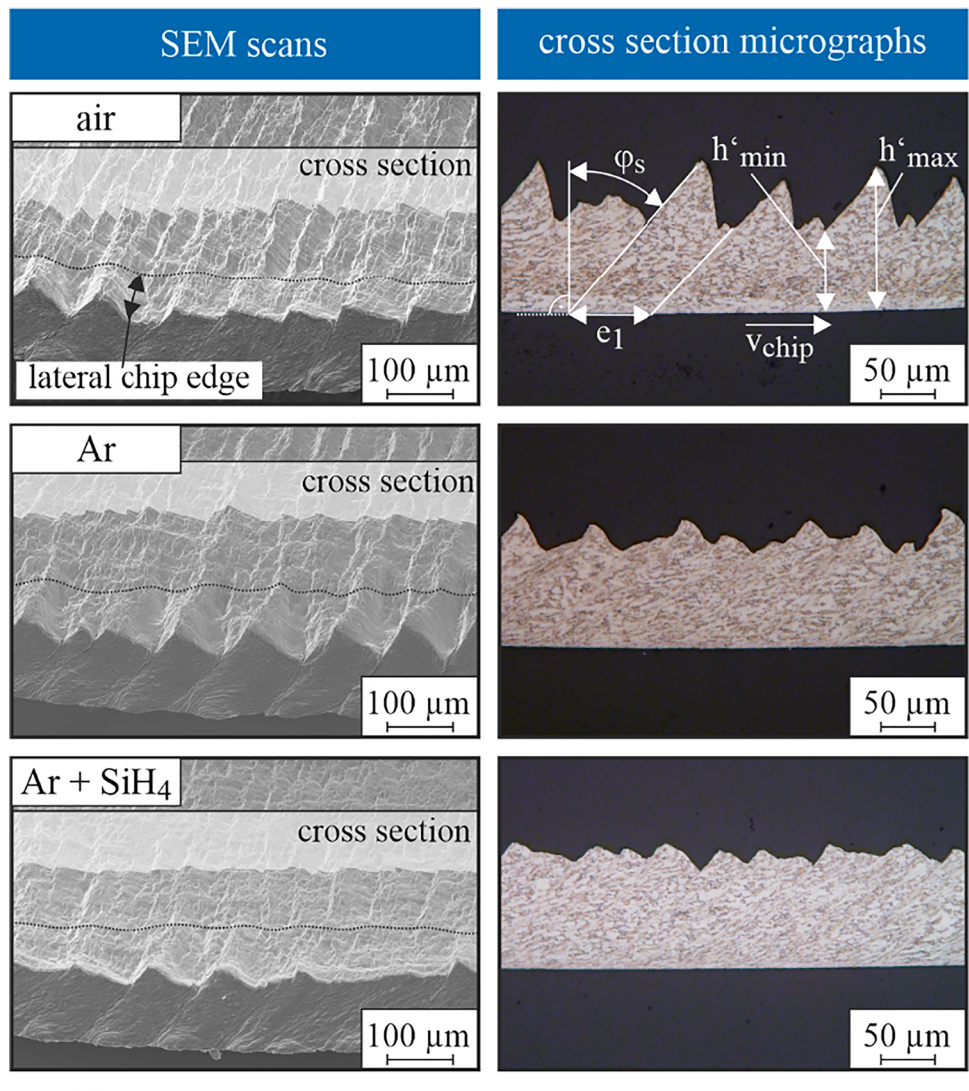 SEM scans
cross section micrographs
air
cross section
lateral chip edge
100 µm
φs
h‘min
h‘max
e1
vchip
50 µm
Ar
cross section
100 µm
50 µm
Ar + SiH4
cross section
100 µm
50 µm